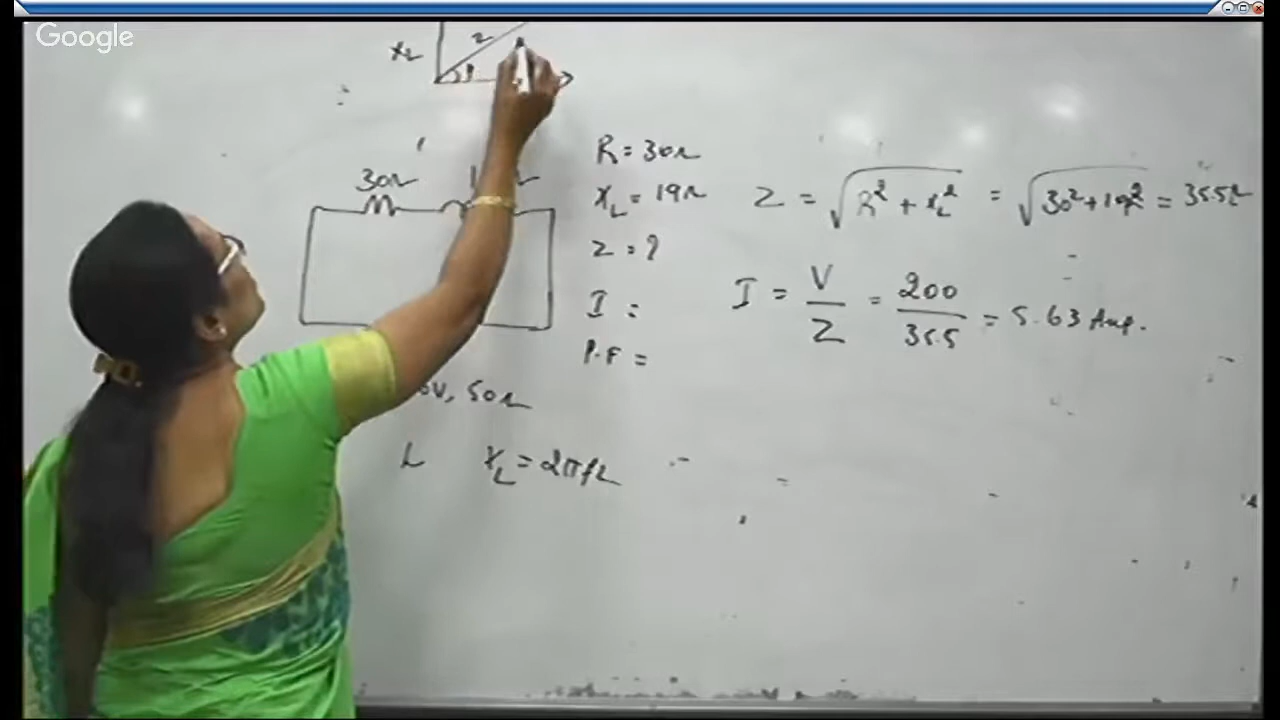 Google
Z
X_L
30Ω
R = 30Ω
X_L = 19Ω
Z = √(R² + X_L²) = √(30² + 19²) = 35.5Ω
Z = ?
I =
I = V/Z = 200/35.5 = 5.63 Amp.
P.F =
0V, 50Ω
L X_L = 2πfL